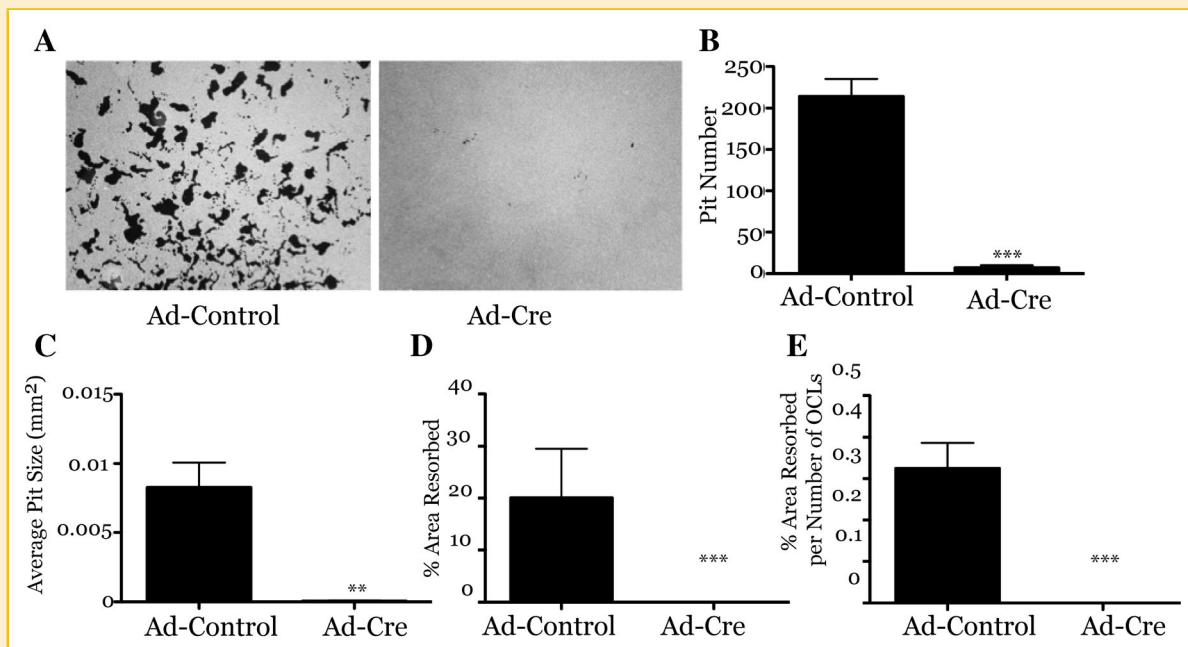 A
Ad-Control
Ad-Cre
B
Pit Number
250
200
150
100
50
0
***
Ad-Control
Ad-Cre
C
Average Pit Size (mm²)
0.015
0.01
0.005
0
**
Ad-Control
Ad-Cre
D
% Area Resorbed
40
30
20
10
0
***
Ad-Control
Ad-Cre
E
% Area Resorbed
per Number of OCLs
0.5
0.4
0.3
0.2
0.1
0
***
Ad-Control
Ad-Cre